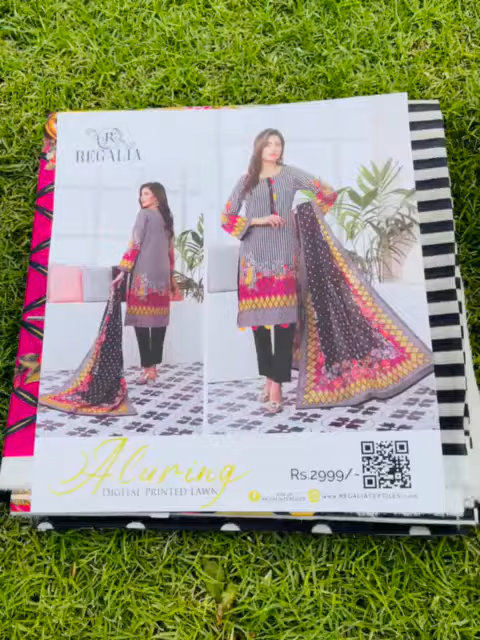 R
REGALIA
Aluring
DIGITAL PRINTED LAWN
Rs.2999/-
WWW.REGALIATEXTILES.COM